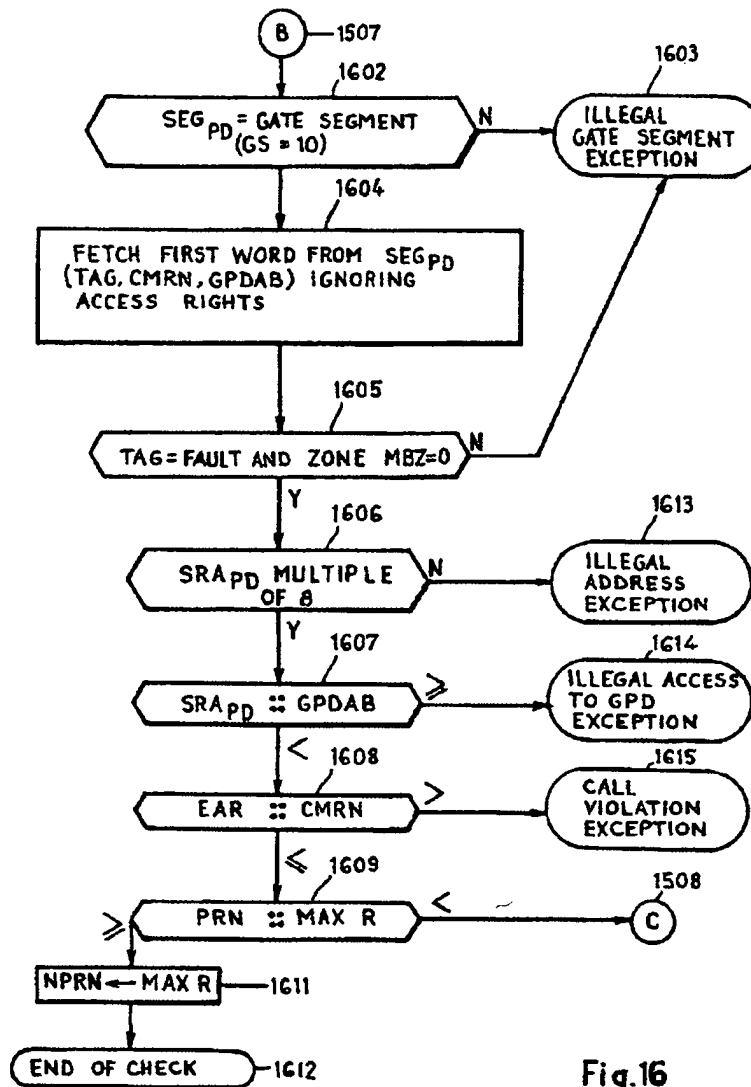 B
1507
1602
SEG PD = GATE SEGMENT
(GS = 10)
N
1603
ILLEGAL
GATE SEGMENT
EXCEPTION
1604
FETCH FIRST WORD FROM SEG PD
(TAG, CMRN, GPDAB) IGNORING
ACCESS RIGHTS
1605
TAG = FAULT AND ZONE MBZ=0
N
Y
1606
SRA PD MULTIPLE
OF 8
N
1613
ILLEGAL
ADDRESS
EXCEPTION
Y
1607
SRA PD :: GPDAB
≥
1614
ILLEGAL ACCESS
TO GPD
EXCEPTION
<
1608
EAR :: CMRN
>
1615
CALL
VIOLATION
EXCEPTION
≤
1609
≥
PRN :: MAX R
<
1508
C
NPRN ← MAX R
1611
END OF CHECK
1612
Fig.16